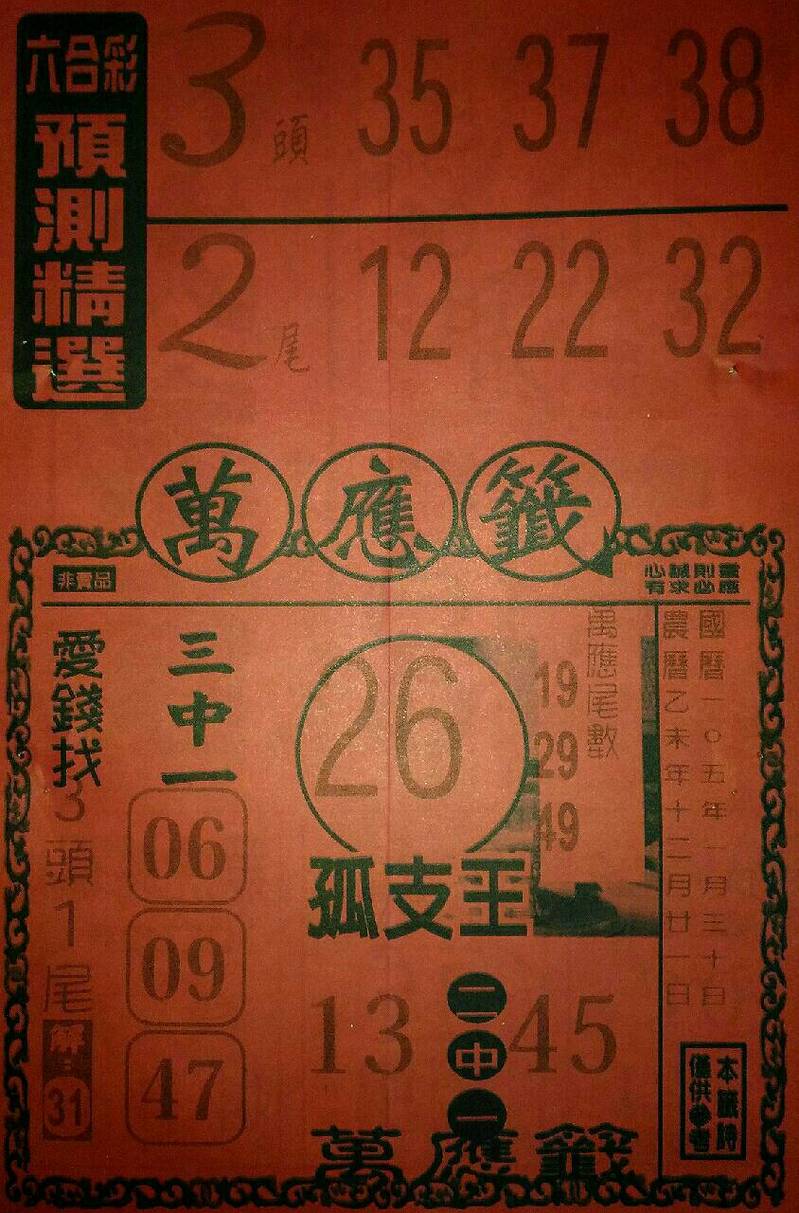 六合彩
預測精選
3頭 35 37 38
2尾 12 22 32
萬應籤
非賣品
心誠則靈
有求必應
國曆一〇五年一月三十日
農曆乙未年十二月廿一日
萬應尾數
19
29
49
26
孤支王
三中一
06
09
47
愛錢找
3頭1尾
解
31
13 二中一 45
本籤詩
僅供參考
萬應籤